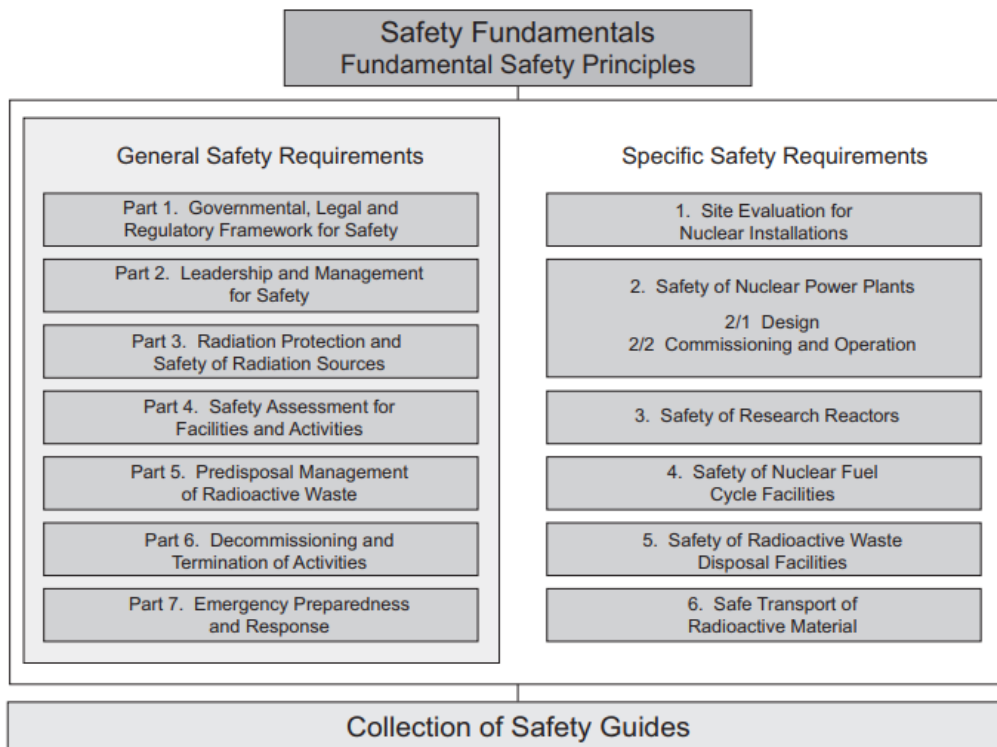 Safety Fundamentals
Fundamental Safety Principles
General Safety Requirements
Part 1. Governmental, Legal and
Regulatory Framework for Safety
Part 2. Leadership and Management
for Safety
Part 3. Radiation Protection and
Safety of Radiation Sources
Part 4. Safety Assessment for
Facilities and Activities
Part 5. Predisposal Management
of Radioactive Waste
Part 6. Decommissioning and
Termination of Activities
Part 7. Emergency Preparedness
and Response
Specific Safety Requirements
1. Site Evaluation for
Nuclear Installations
2. Safety of Nuclear Power Plants
2/1 Design
2/2 Commissioning and Operation
3. Safety of Research Reactors
4. Safety of Nuclear Fuel
Cycle Facilities
5. Safety of Radioactive Waste
Disposal Facilities
6. Safe Transport of
Radioactive Material
Collection of Safety Guides